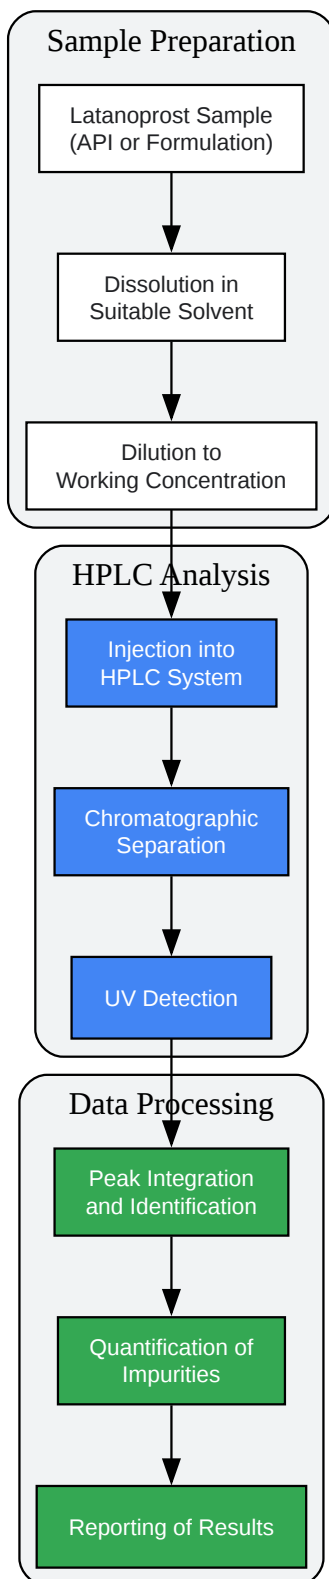 Sample Preparation
Latanoprost Sample
(API or Formulation)
Dissolution in
Suitable Solvent
Dilution to
Working Concentration
HPLC Analysis
Injection into
HPLC System
Chromatographic
Separation
UV Detection
Data Processing
Peak Integration
and Identification
Quantification of
Impurities
Reporting of Results